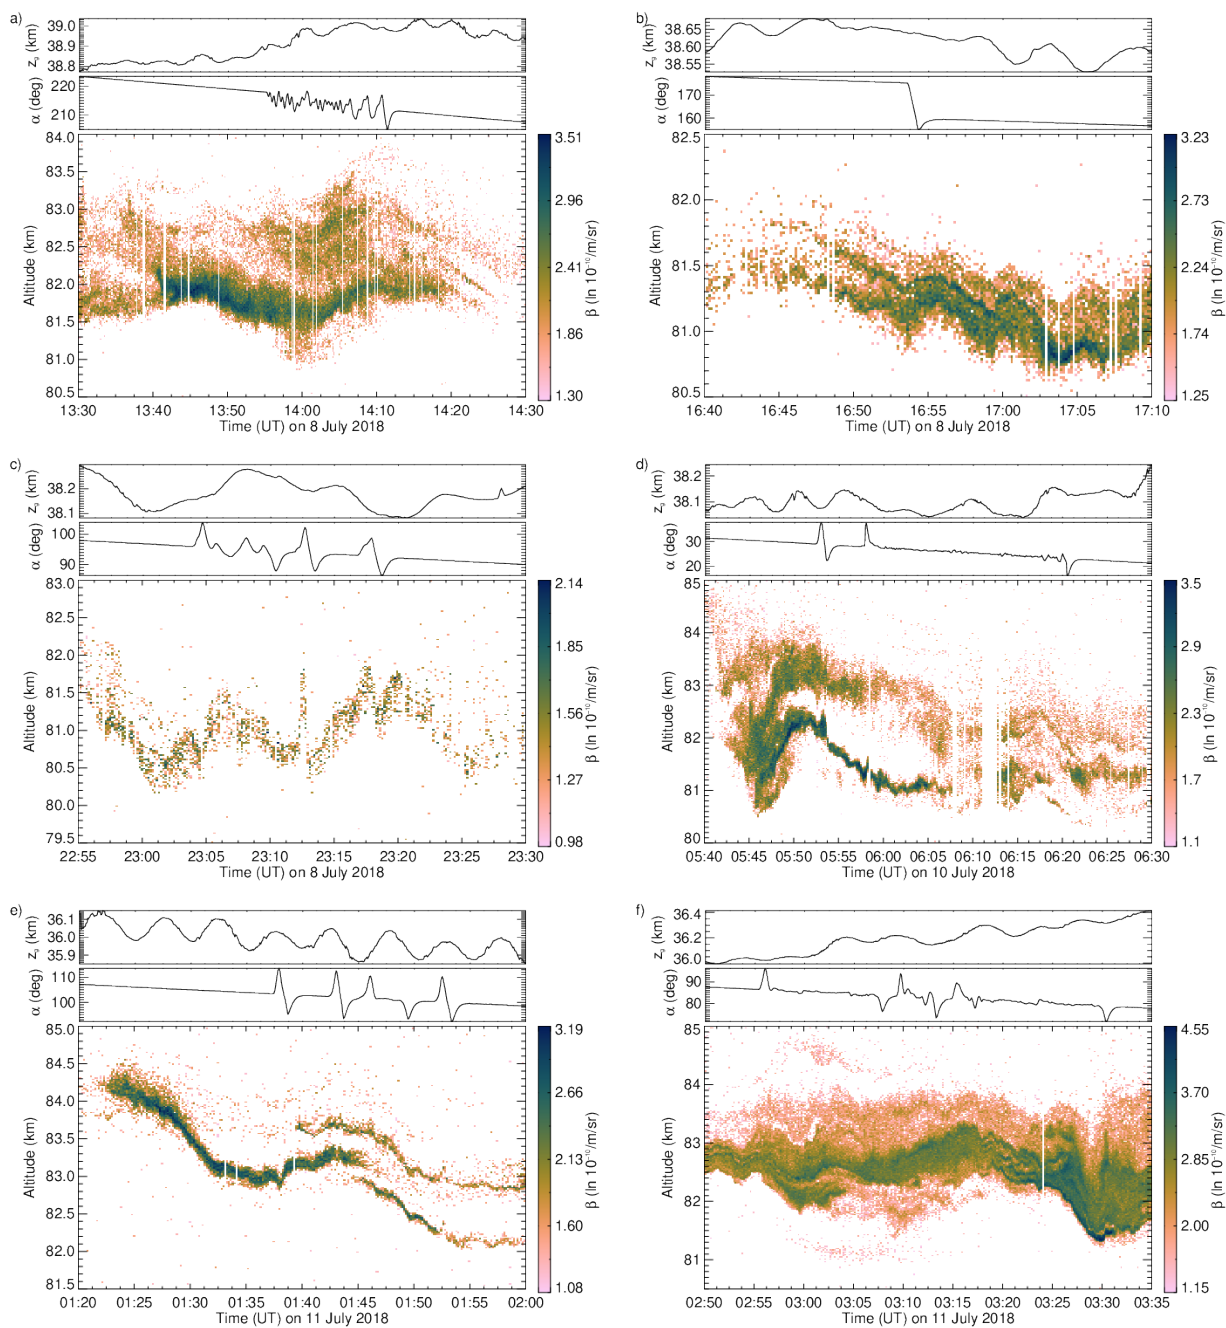 a)
z₉ (km)
39.0
38.9
38.8
α (deg)
220
210
Altitude (km)
84.0
83.5
83.0
82.5
82.0
81.5
81.0
80.5
13:30 13:40 13:50 14:00 14:10 14:20 14:30
Time (UT) on 8 July 2018
3.51
2.96
2.41
1.86
1.30
β (ln 10⁻¹⁰/m/sr)
b)
z₉ (km)
38.65
38.60
38.55
α (deg)
170
160
Altitude (km)
82.5
82.0
81.5
81.0
80.5
16:40 16:45 16:50 16:55 17:00 17:05 17:10
Time (UT) on 8 July 2018
3.23
2.73
2.24
1.74
1.25
β (ln 10⁻¹⁰/m/sr)
c)
z₉ (km)
38.2
38.1
α (deg)
100
90
Altitude (km)
83.0
82.5
82.0
81.5
81.0
80.5
80.0
79.5
22:55 23:00 23:05 23:10 23:15 23:20 23:25 23:30
Time (UT) on 8 July 2018
2.14
1.85
1.56
1.27
0.98
β (ln 10⁻¹⁰/m/sr)
d)
z₉ (km)
38.2
38.1
α (deg)
30
20
Altitude (km)
85
84
83
82
81
80
05:40 05:45 05:50 05:55 06:00 06:05 06:10 06:15 06:20 06:25 06:30
Time (UT) on 10 July 2018
3.5
2.9
2.3
1.7
1.1
β (ln 10⁻¹⁰/m/sr)
e)
z₉ (km)
36.1
36.0
35.9
α (deg)
110
100
Altitude (km)
85.0
84.5
84.0
83.5
83.0
82.5
82.0
81.5
01:20 01:25 01:30 01:35 01:40 01:45 01:50 01:55 02:00
Time (UT) on 11 July 2018
3.19
2.66
2.13
1.60
1.08
β (ln 10⁻¹⁰/m/sr)
f)
z₉ (km)
36.4
36.2
36.0
α (deg)
90
80
Altitude (km)
85
84
83
82
81
02:50 02:55 03:00 03:05 03:10 03:15 03:20 03:25 03:30 03:35
Time (UT) on 11 July 2018
4.55
3.70
2.85
2.00
1.15
β (ln 10⁻¹⁰/m/sr)